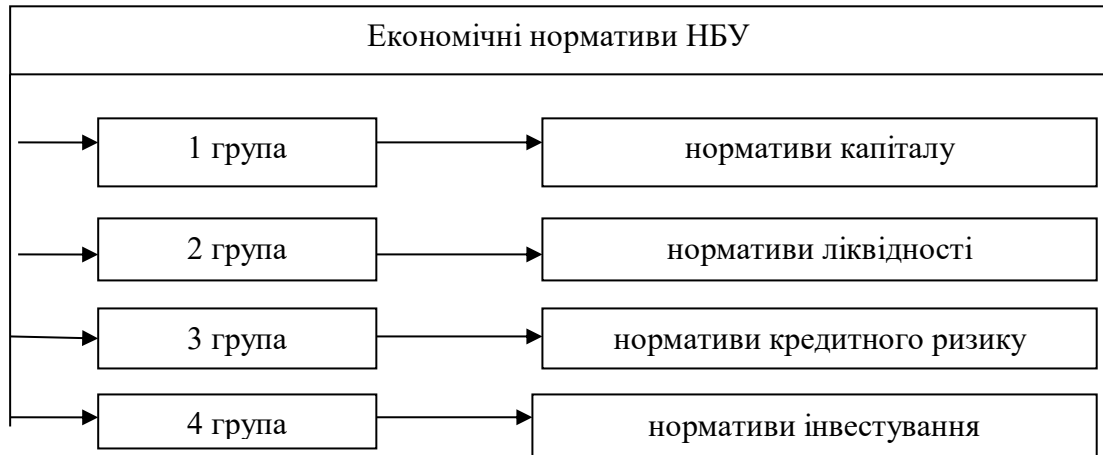 Економічні нормативи НБУ
1 група
нормативи капіталу
2 група
нормативи ліквідності
3 група
нормативи кредитного ризику
4 група
нормативи інвестування